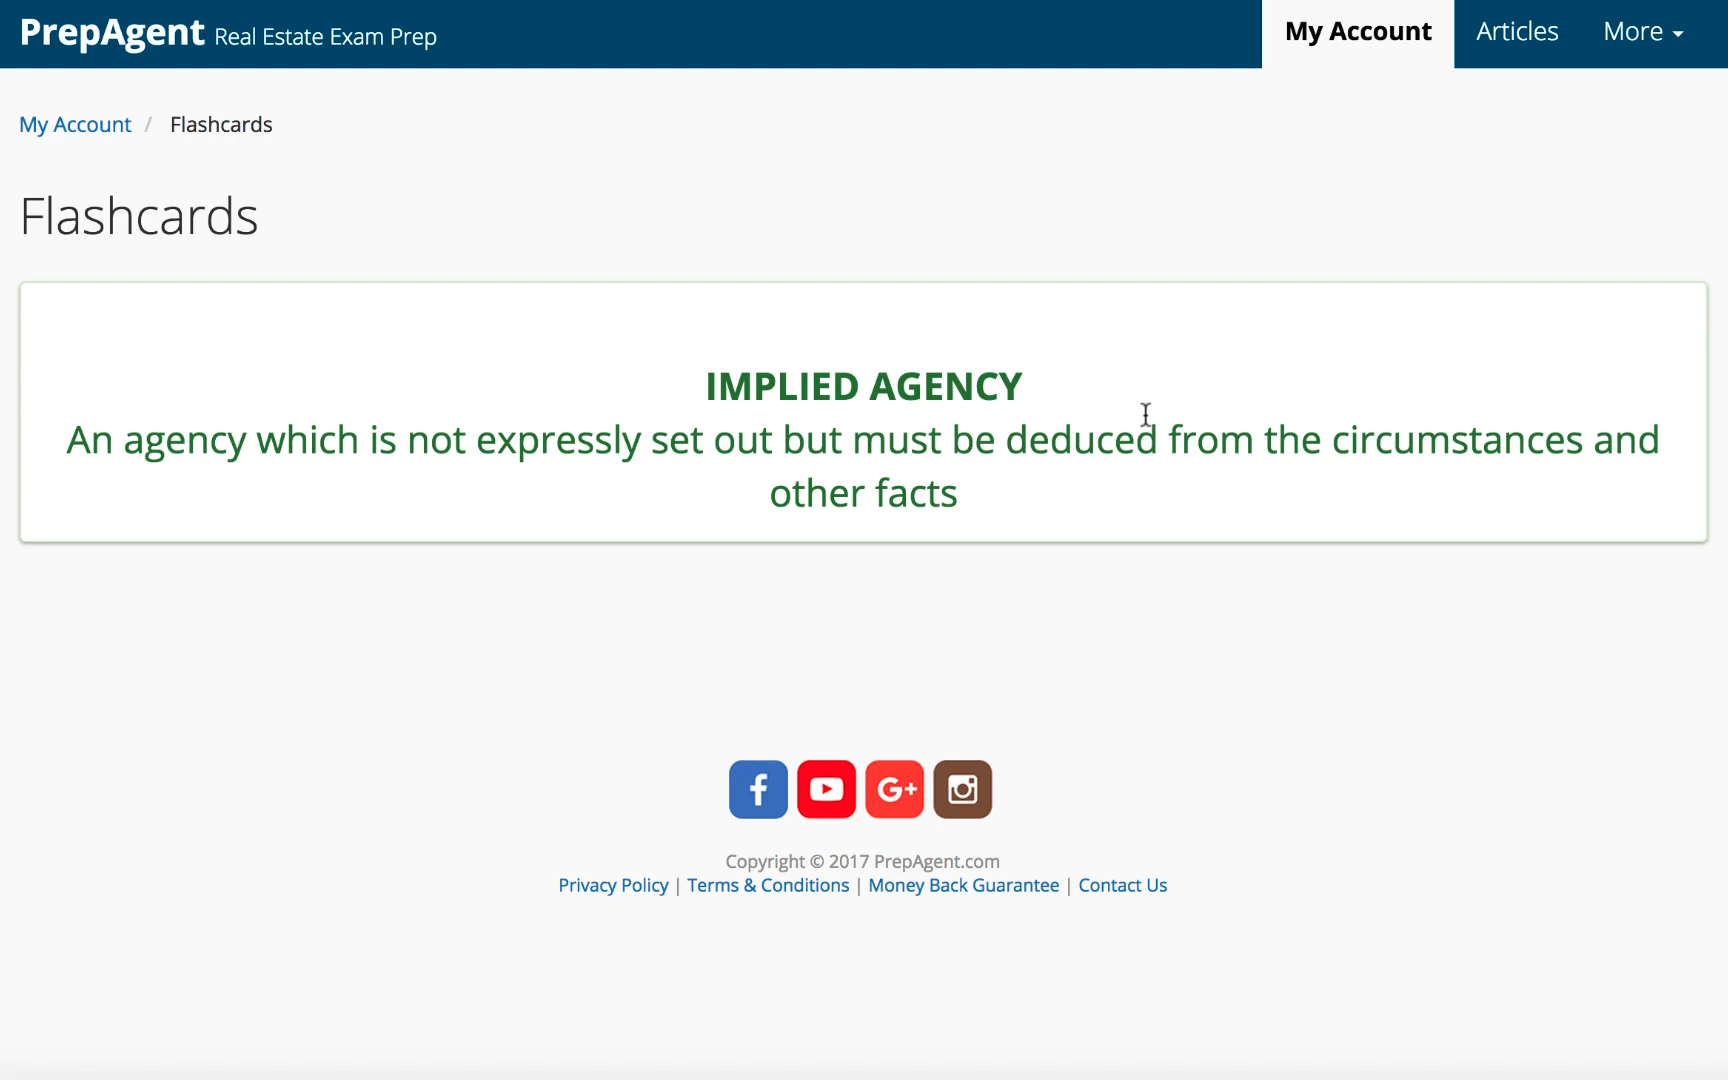 PrepAgent Real Estate Exam Prep
My Account
Articles
More
My Account / Flashcards
Flashcards
IMPLIED AGENCY
An agency which is not expressly set out but must be deduced from the circumstances and
other facts
f
G+
Copyright © 2017 PrepAgent.com
Privacy Policy | Terms & Conditions | Money Back Guarantee | Contact Us